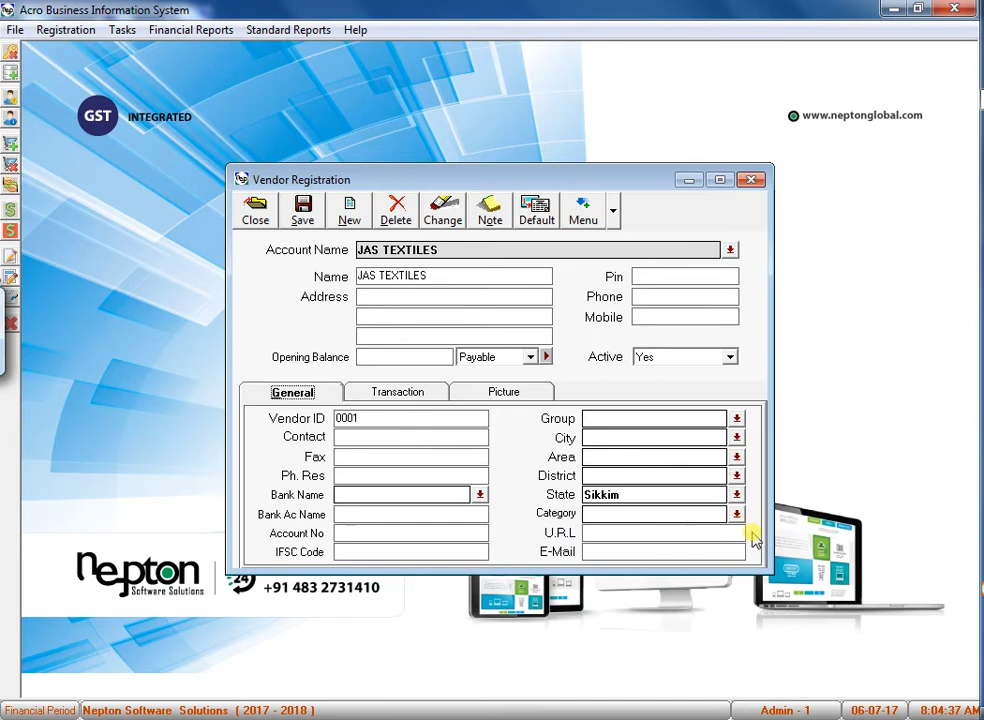 Acro Business Information System
File Registration Tasks Financial Reports Standard Reports Help
GST INTEGRATED
www.neptonglobal.com
Vendor Registration
Close Save New Delete Change Note Default Menu
Account Name JAS TEXTILES
Name JAS TEXTILES Pin
Address Phone
Mobile
Opening Balance Payable Active Yes
General Transaction Picture
Vendor ID 0001 Group
Contact City
Fax Area
Ph. Res District
Bank Name State Sikkim
Bank Ac Name Category
Account No U.R.L
IFSC Code E-Mail
nepton Software Solutions
24 +91 483 2731410
Financial Period Nepton Software Solutions ( 2017 - 2018 ) Admin - 1 06-07-17 8:04:37 AM